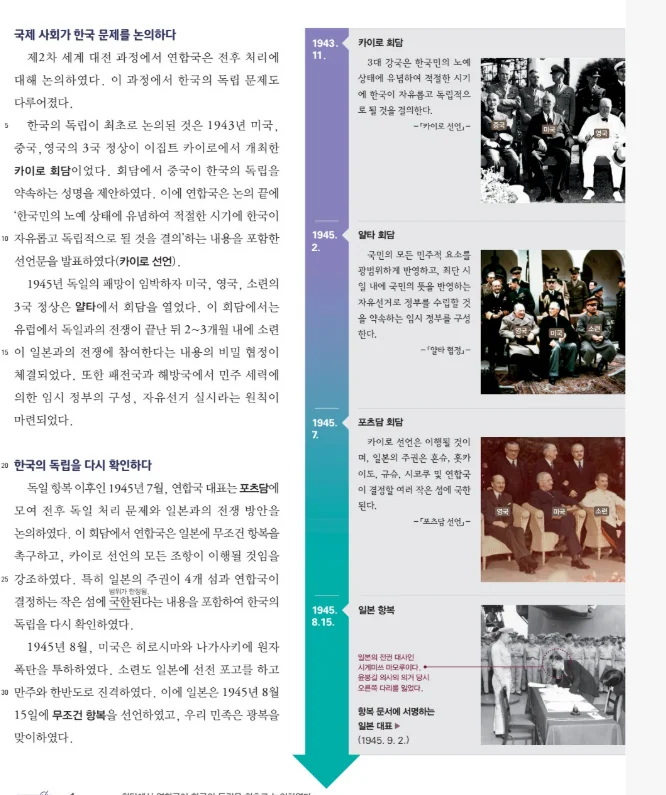 국제 사회가 한국 문제를 논의하다
제2차 세계 대전 과정에서 연합국은 전후 처리에
대해 논의하였다. 이 과정에서 한국의 독립 문제도
다루어졌다.
5 한국의 독립이 최초로 논의된 것은 1943년 미국,
중국, 영국의 3국 정상이 이집트 카이로에서 개최한
카이로 회담이었다. 회담에서 중국이 한국의 독립을
약속하는 성명을 제안하였다. 이에 연합국은 논의 끝에
‘한국민의 노예 상태에 유념하여 적절한 시기에 한국이
10 자유롭고 독립적으로 될 것을 결의’하는 내용을 포함한
선언문을 발표하였다(카이로 선언).
1945년 독일의 패망이 임박하자 미국, 영국, 소련의
3국 정상은 얄타에서 회담을 열었다. 이 회담에서는
유럽에서 독일과의 전쟁이 끝난 뒤 2~3개월 내에 소련
15 이 일본과의 전쟁에 참여한다는 내용의 비밀 협정이
체결되었다. 또한 패전국과 해방국에서 민주 세력에
의한 임시 정부의 구성, 자유선거 실시라는 원칙이
마련되었다.
20 한국의 독립을 다시 확인하다
독일 항복 이후인 1945년 7월, 연합국 대표는 포츠담에
모여 전후 독일 처리 문제와 일본과의 전쟁 방안을
논의하였다. 이 회담에서 연합국은 일본에 무조건 항복을
촉구하고, 카이로 선언의 모든 조항이 이행될 것임을
25 강조하였다. 특히 일본의 주권이 4개 섬과 연합국이
범위가 한정됨.
결정하는 작은 섬에 국한된다는 내용을 포함하여 한국의
독립을 다시 확인하였다.
1945년 8월, 미국은 히로시마와 나가사키에 원자
폭탄을 투하하였다. 소련도 일본에 선전 포고를 하고
30 만주와 한반도로 진격하였다. 이에 일본은 1945년 8월
15일에 무조건 항복을 선언하였고, 우리 민족은 광복을
맞이하였다.
1943.
11.
카이로 회담
3대 강국은 한국민의 노예
상태에 유념하여 적절한 시기
에 한국이 자유롭고 독립적으
로 될 것을 결의한다.
-「카이로 선언」-
중국
미국
영국
1945.
2.
얄타 회담
국민의 모든 민주적 요소를
광범위하게 반영하고, 최단 시
일 내에 국민의 뜻을 반영하는
자유선거로 정부를 수립할 것
을 약속하는 임시 정부를 구성
한다.
-「얄타 협정」-
영국
미국
소련
1945.
7.
포츠담 회담
카이로 선언은 이행될 것이
며, 일본의 주권은 혼슈, 홋카
이도, 규슈, 시코쿠 및 연합국
이 결정할 여러 작은 섬에 국한
된다.
-「포츠담 선언」-
영국
미국
소련
1945.
8.15.
일본 항복
일본의 전권 대사인
시게미쓰 마모루이다.
윤봉길 의사의 의거 당시
오른쪽 다리를 잃었다.
항복 문서에 서명하는
일본 대표 ▶
(1945. 9. 2.)